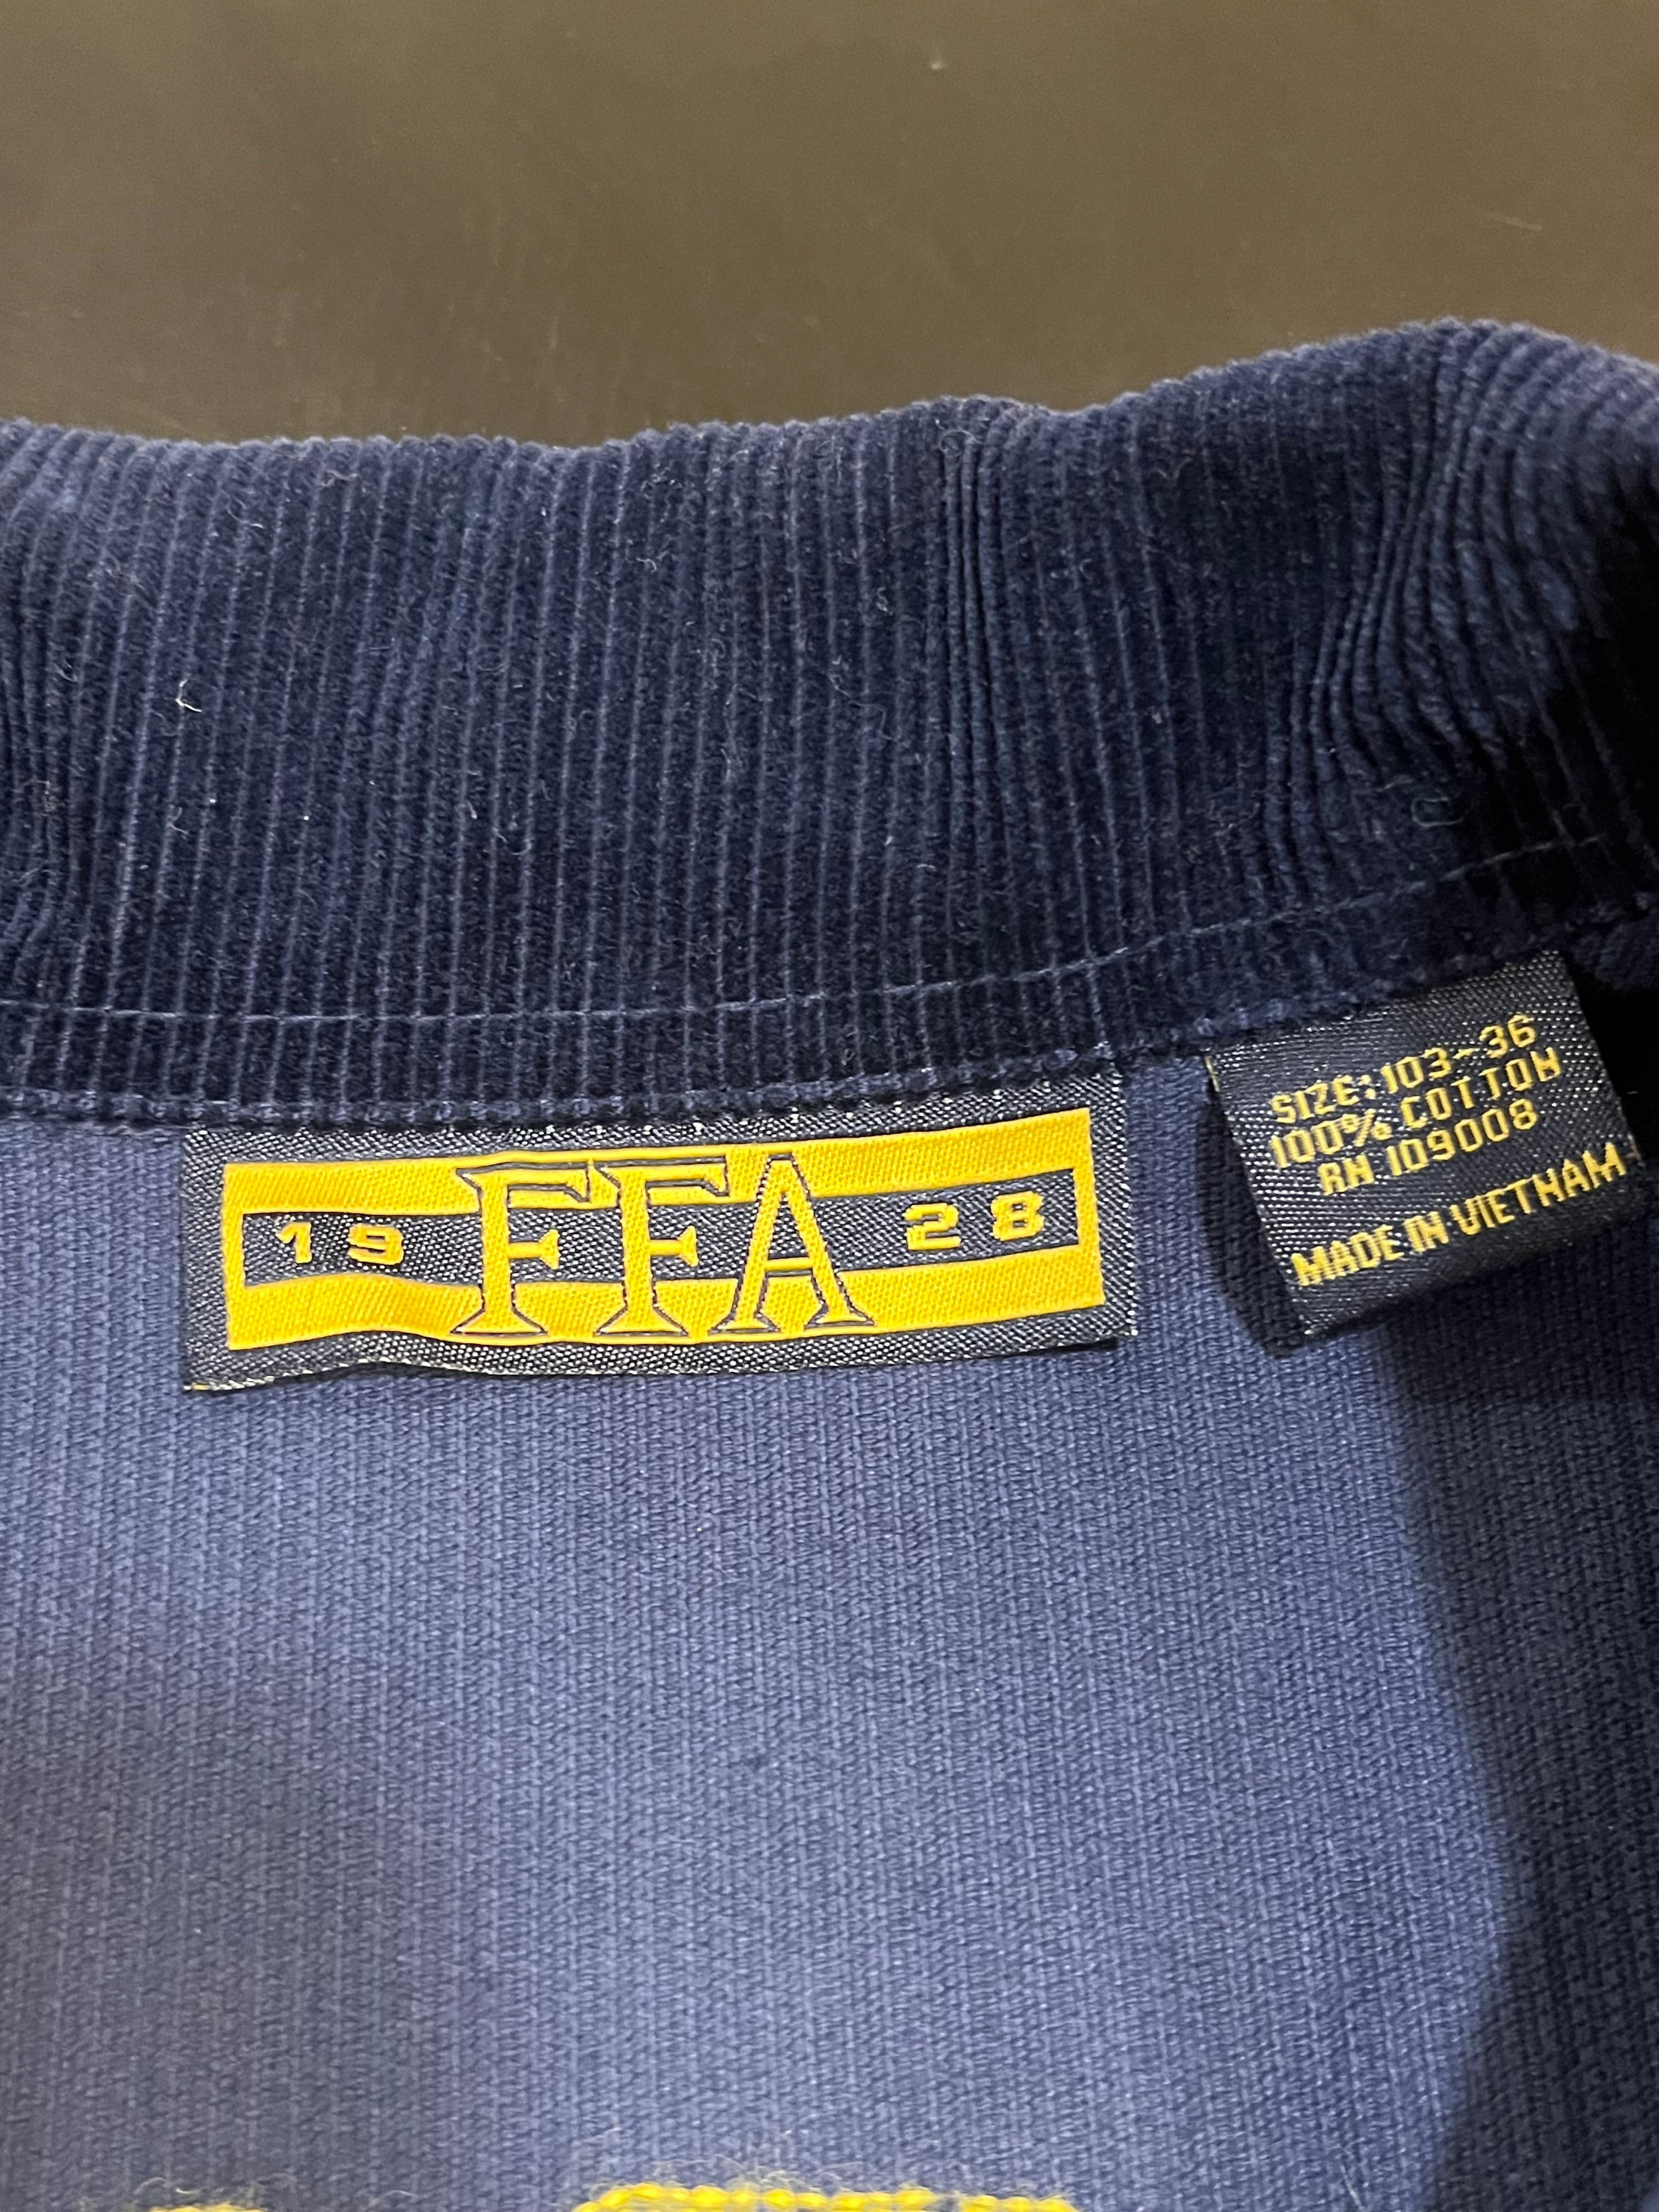 19 FFA 28
SIZE: 103-36
100% COTTON
RN 109008
MADE IN VIETNAM